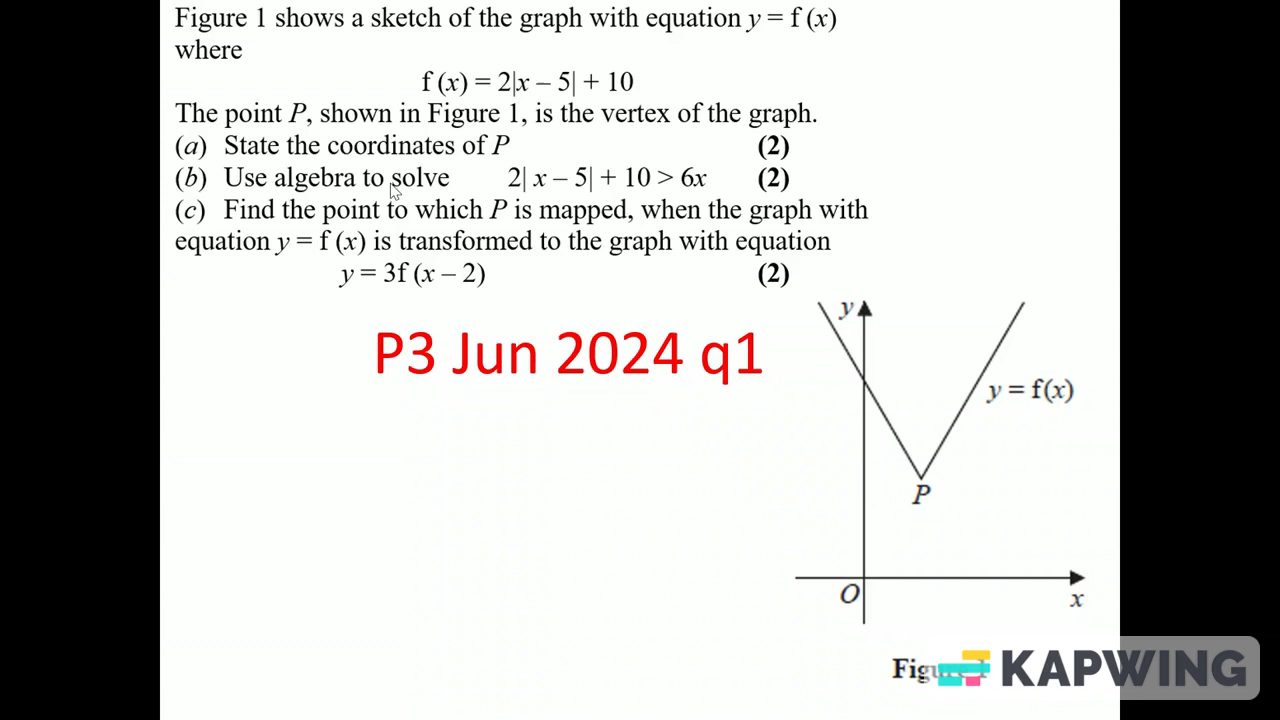 Figure 1 shows a sketch of the graph with equation y = f (x)
where
f (x) = 2|x – 5| + 10
The point P, shown in Figure 1, is the vertex of the graph.
(a) State the coordinates of P (2)
(b) Use algebra to solve 2| x – 5| + 10 > 6x (2)
(c) Find the point to which P is mapped, when the graph with
equation y = f (x) is transformed to the graph with equation
y = 3f (x – 2) (2)
P3 Jun 2024 q1
y
y = f(x)
P
O
x
KAPWING